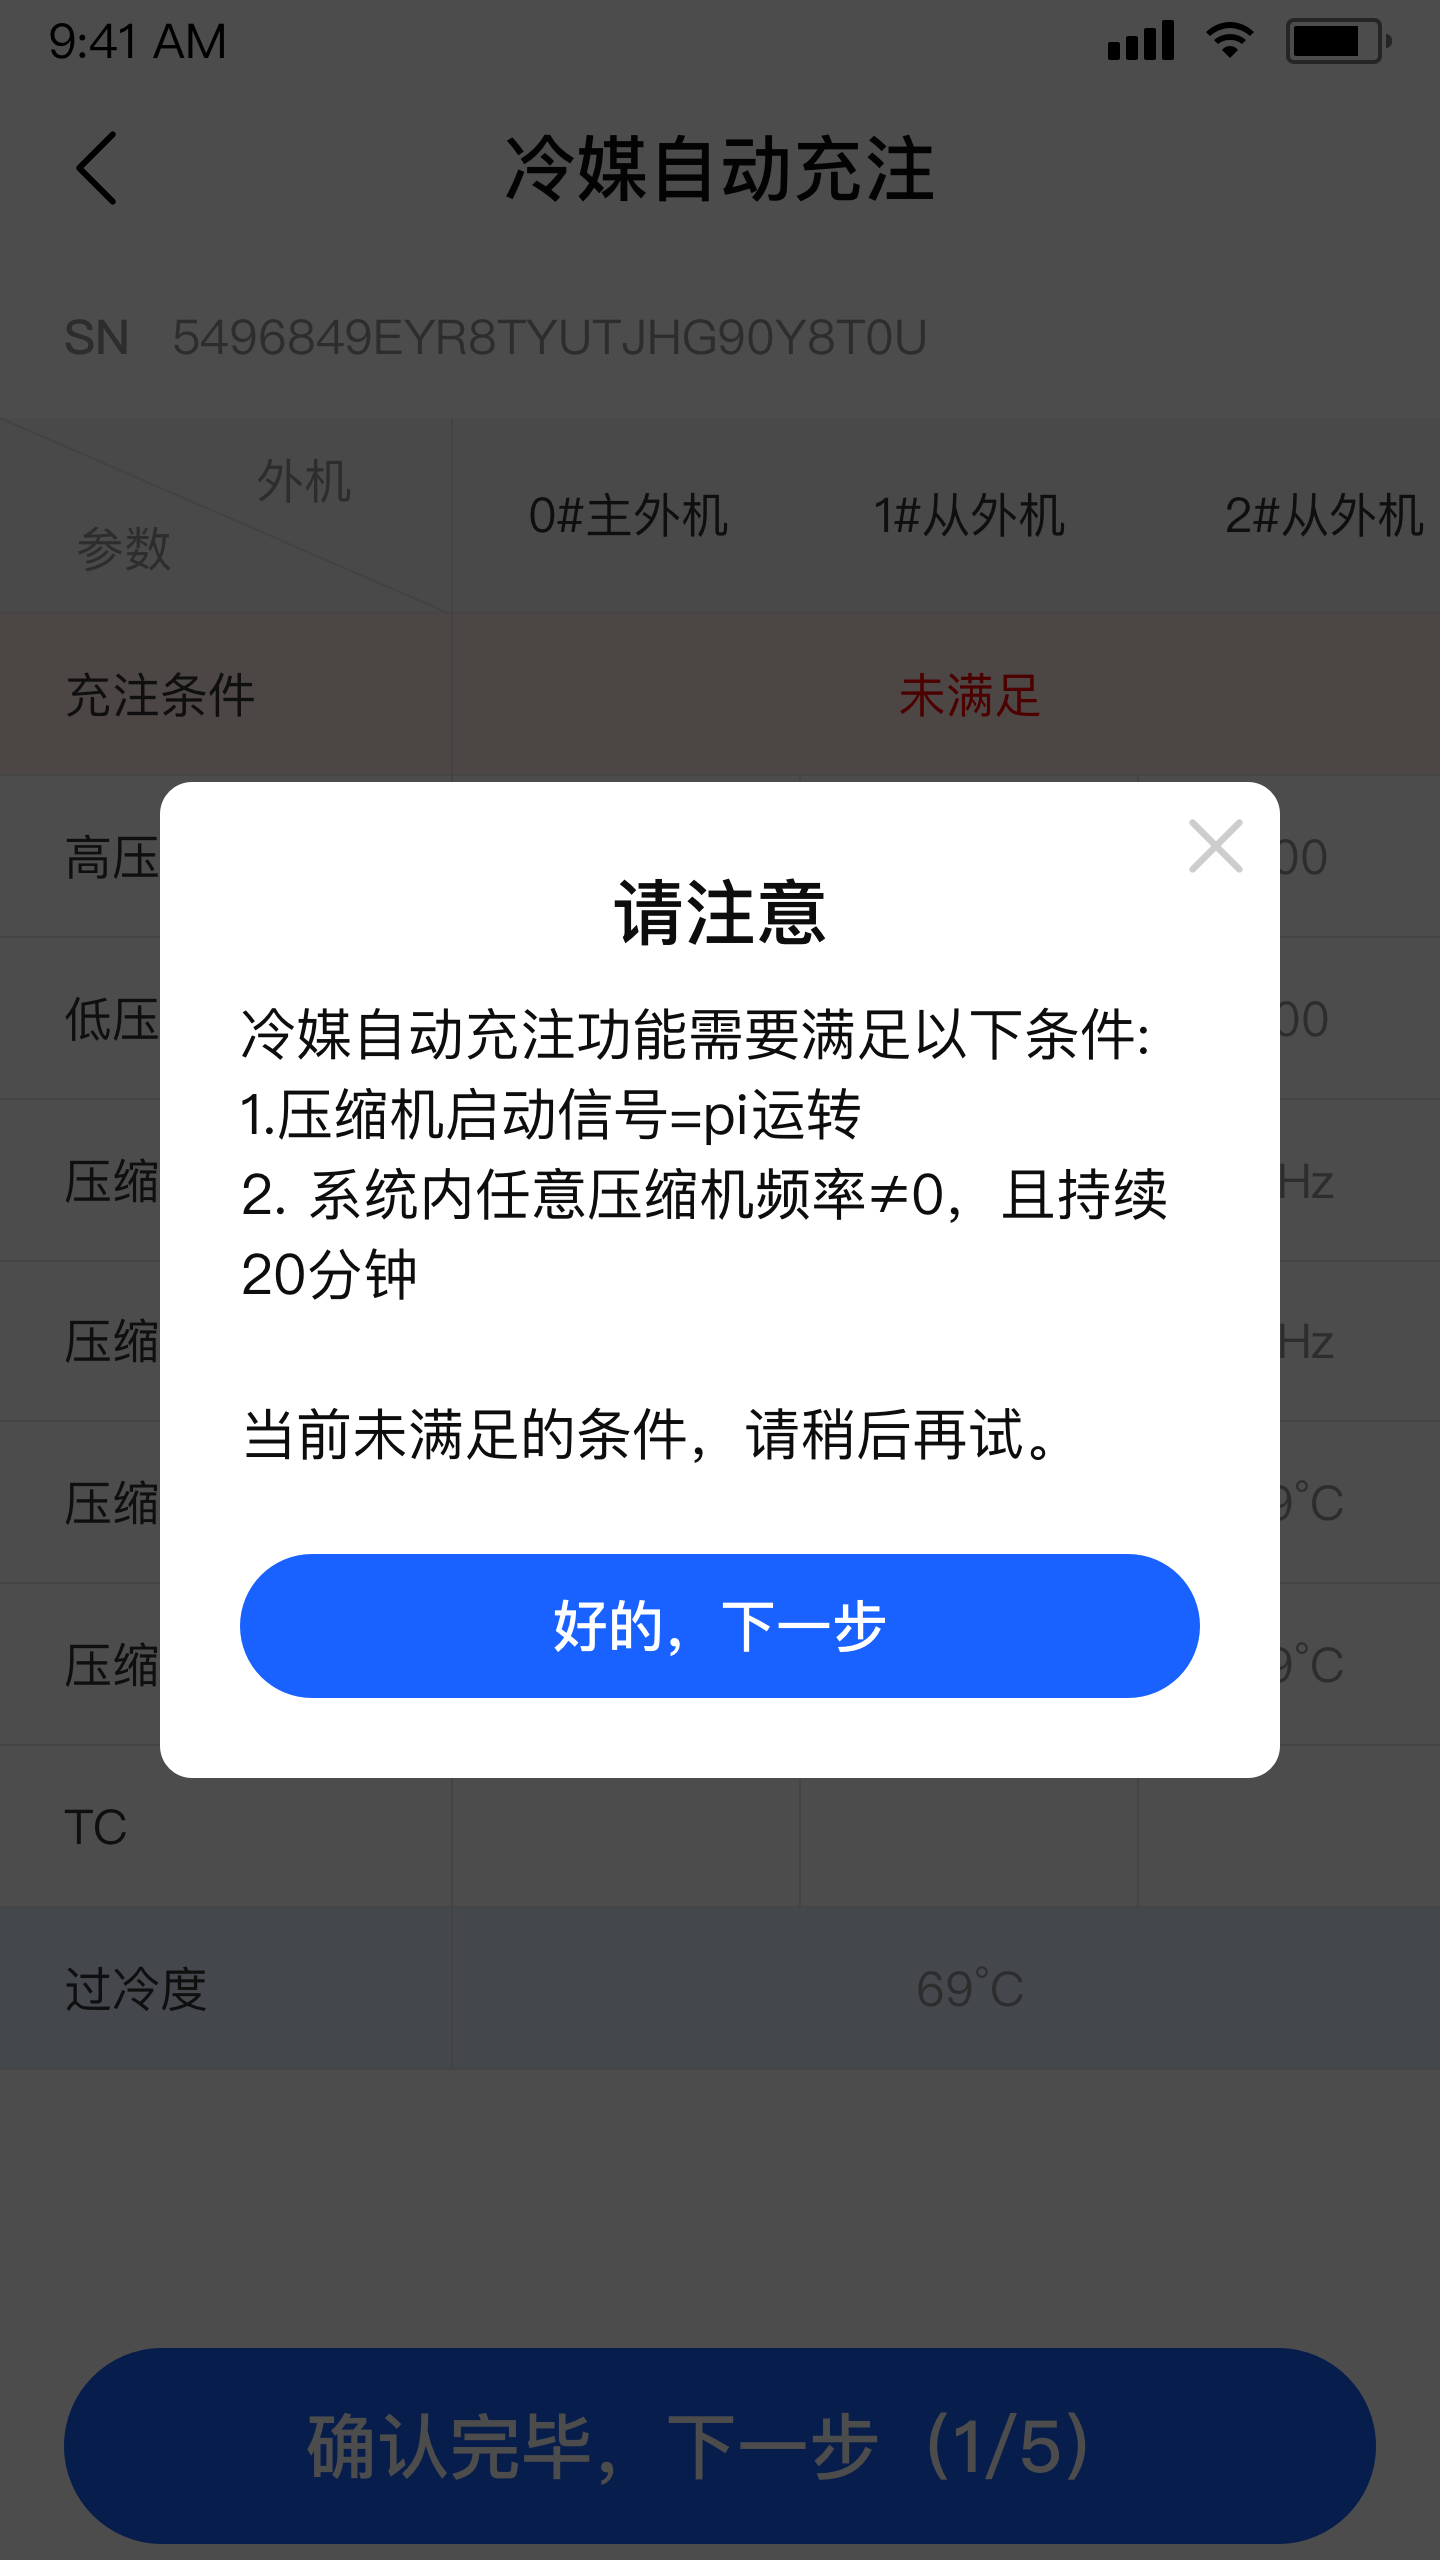 9:41 AM
冷媒自动充注
SN 5496849EYR8TYUTJHG90Y8T0U
外机
参数
0#主外机 1#从外机 2#从外机
充注条件 未满足
高压 00
请注意
冷媒自动充注功能需要满足以下条件:
低压 00
1.压缩机启动信号=pi运转
2. 系统内任意压缩机频率≠0，且持续
压缩 Hz
20分钟
压缩 Hz
当前未满足的条件，请稍后再试。
压缩 9°C
好的，下一步
压缩 9°C
TC
过冷度 69°C
确认完毕，下一步（1/5）